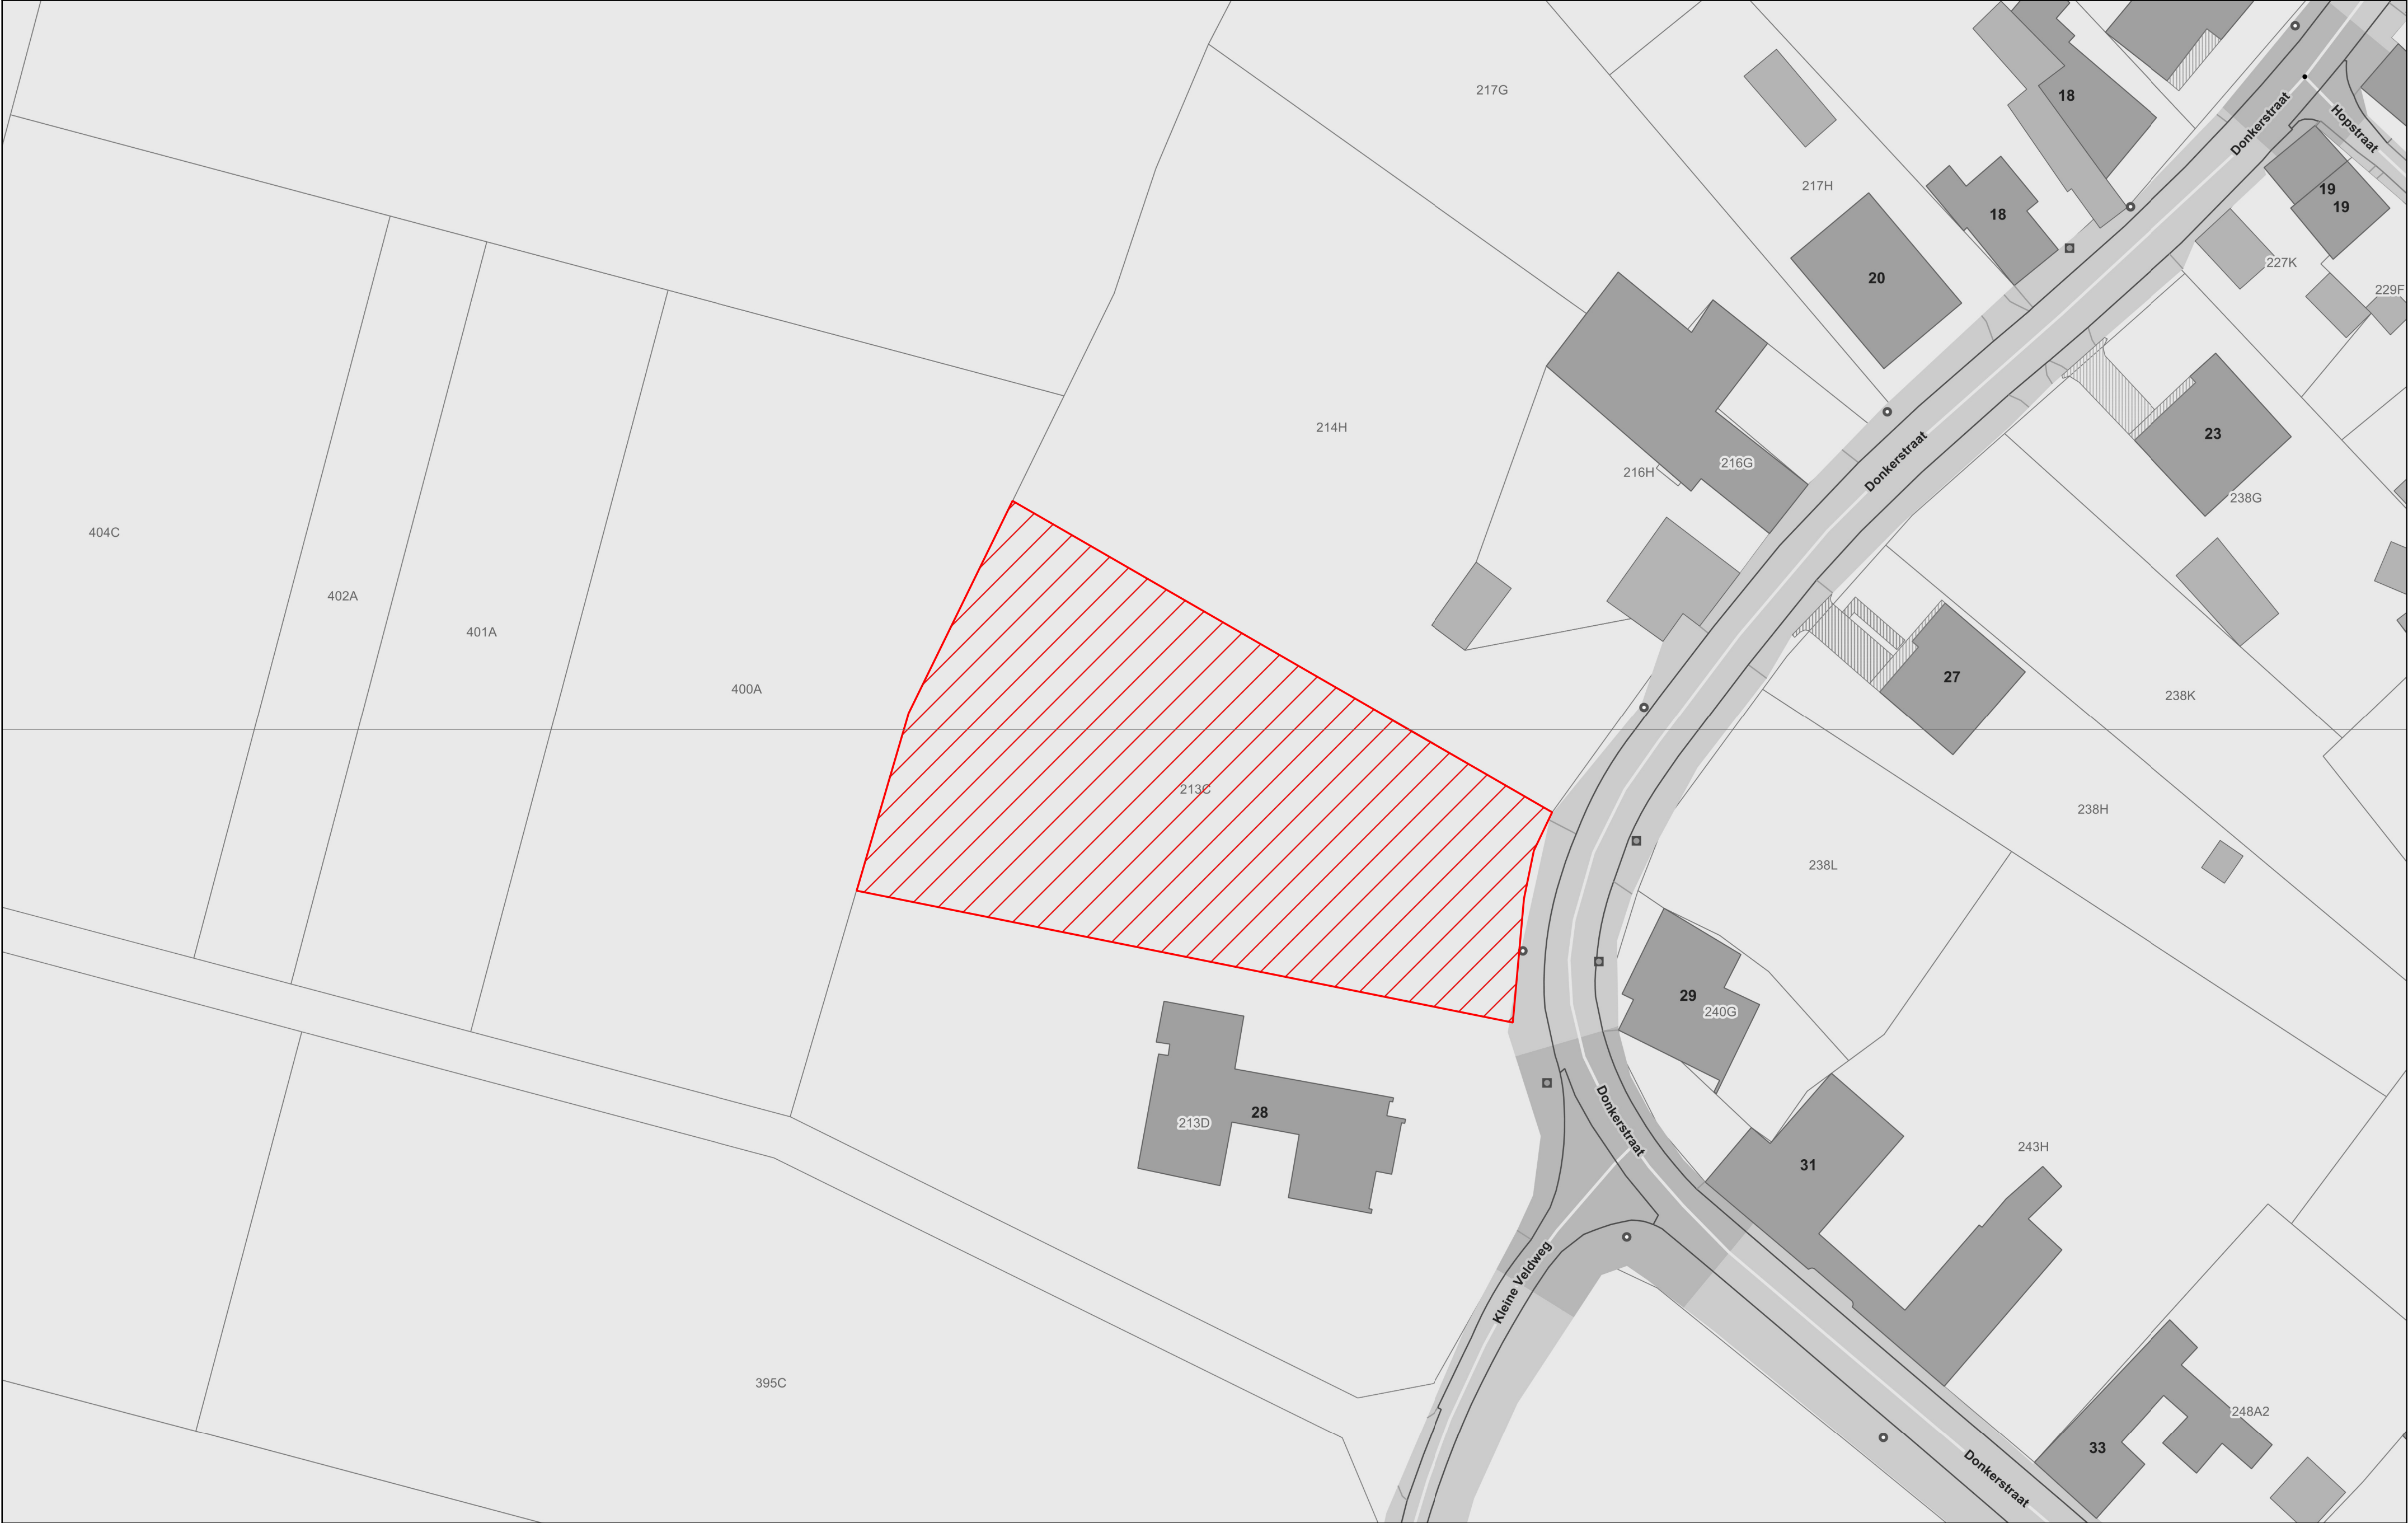 217G
18
Donkerstraat
Hopstraat
217H
18
19
19
20
227K
229F
214H
216H
216G
Donkerstraat
23
238G
404C
402A
401A
400A
27
238K
213C
238H
238L
29
240G
28
213D
Donkerstraat
31
243H
Kleine Veldweg
395C
248A2
33
Donkerstraat